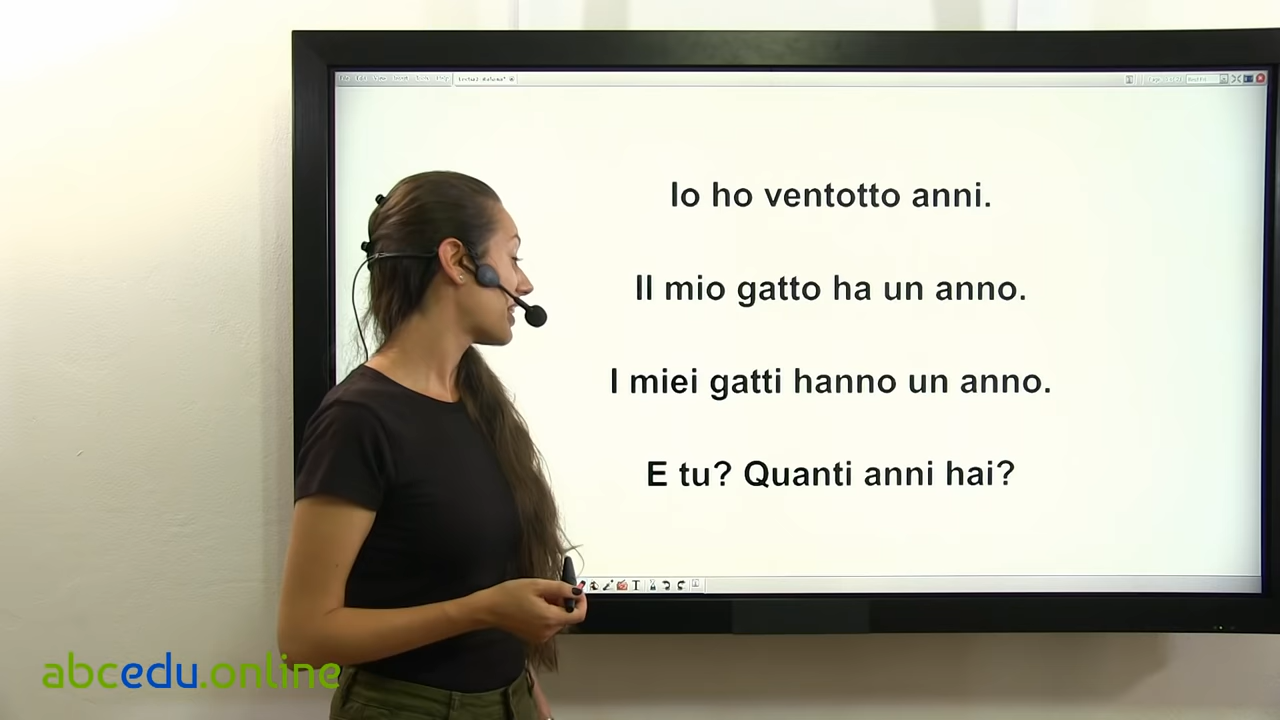 Io ho ventotto anni.
Il mio gatto ha un anno.
I miei gatti hanno un anno.
E tu? Quanti anni hai?
abcedu.online